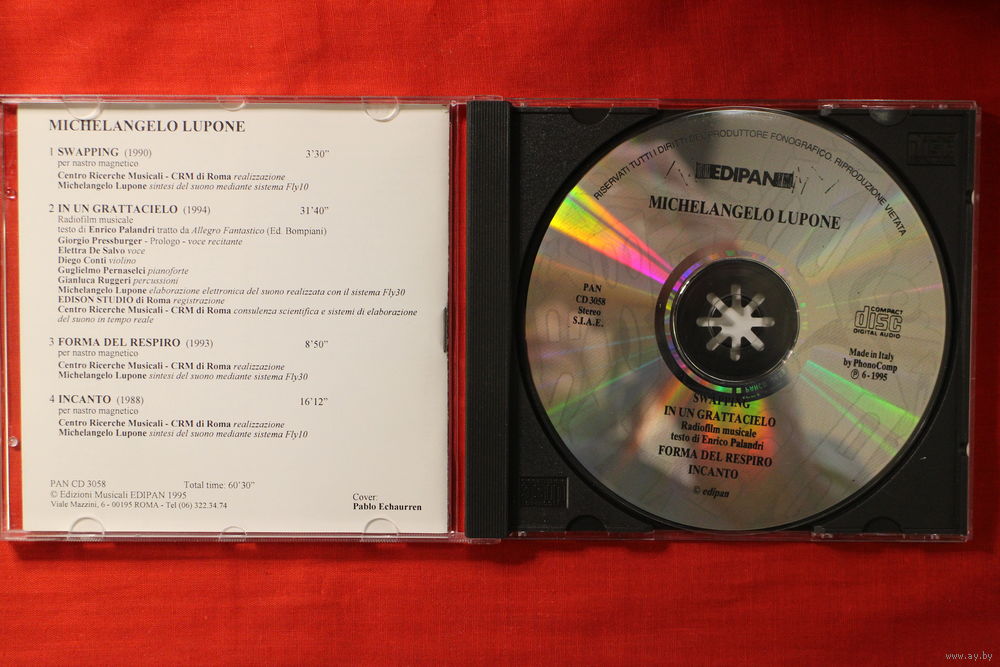 MICHELANGELO LUPONE
1 SWAPPING (1990) 3'30"
per nastro magnetico
Centro Ricerche Musicali - CRM di Roma realizzazione
Michelangelo Lupone sintesi del suono mediante sistema Fly10
2 IN UN GRATTACIELO (1994) 31'40"
Radiofilm musicale
testo di Enrico Palandri tratto da Allegro Fantastico (Ed. Bompiani)
Giorgio Pressburger - Prologo - voce recitante
Elettra De Salvo voce
Diego Conti violino
Guglielmo Pernaselci pianoforte
Gianluca Ruggeri percussioni
Michelangelo Lupone elaborazione elettronica del suono realizzata con il sistema Fly30
EDISON STUDIO di Roma registrazione
Centro Ricerche Musicali - CRM di Roma consulenza scientifica e sistemi di elaborazione
del suono in tempo reale
3 FORMA DEL RESPIRO (1993) 8'50"
per nastro magnetico
Centro Ricerche Musicali - CRM di Roma realizzazione
Michelangelo Lupone sintesi del suono mediante sistema Fly30
4 INCANTO (1988) 16'12"
per nastro magnetico
Centro Ricerche Musicali - CRM di Roma realizzazione
Michelangelo Lupone sintesi del suono mediante sistema Fly10
PAN CD 3058 Total time: 60'30"
© Edizioni Musicali EDIPAN 1995
Viale Mazzini, 6 - 00195 ROMA - Tel (06) 322.34.74
Cover:
Pablo Echaurren
RISERVATI TUTTI I DIRITTI DEL PRODUTTORE FONOGRAFICO. RIPRODUZIONE VIETATA
EDIPAN
MICHELANGELO LUPONE
PAN
CD 3058
Stereo
S.I.A.E.
COMPACT
disc
DIGITAL AUDIO
Made in Italy
by PhonoComp
℗ 6 - 1995
SWAPPING
IN UN GRATTACIELO
Radiofilm musicale
testo di Enrico Palandri
FORMA DEL RESPIRO
INCANTO
© edipan
www.ay.by